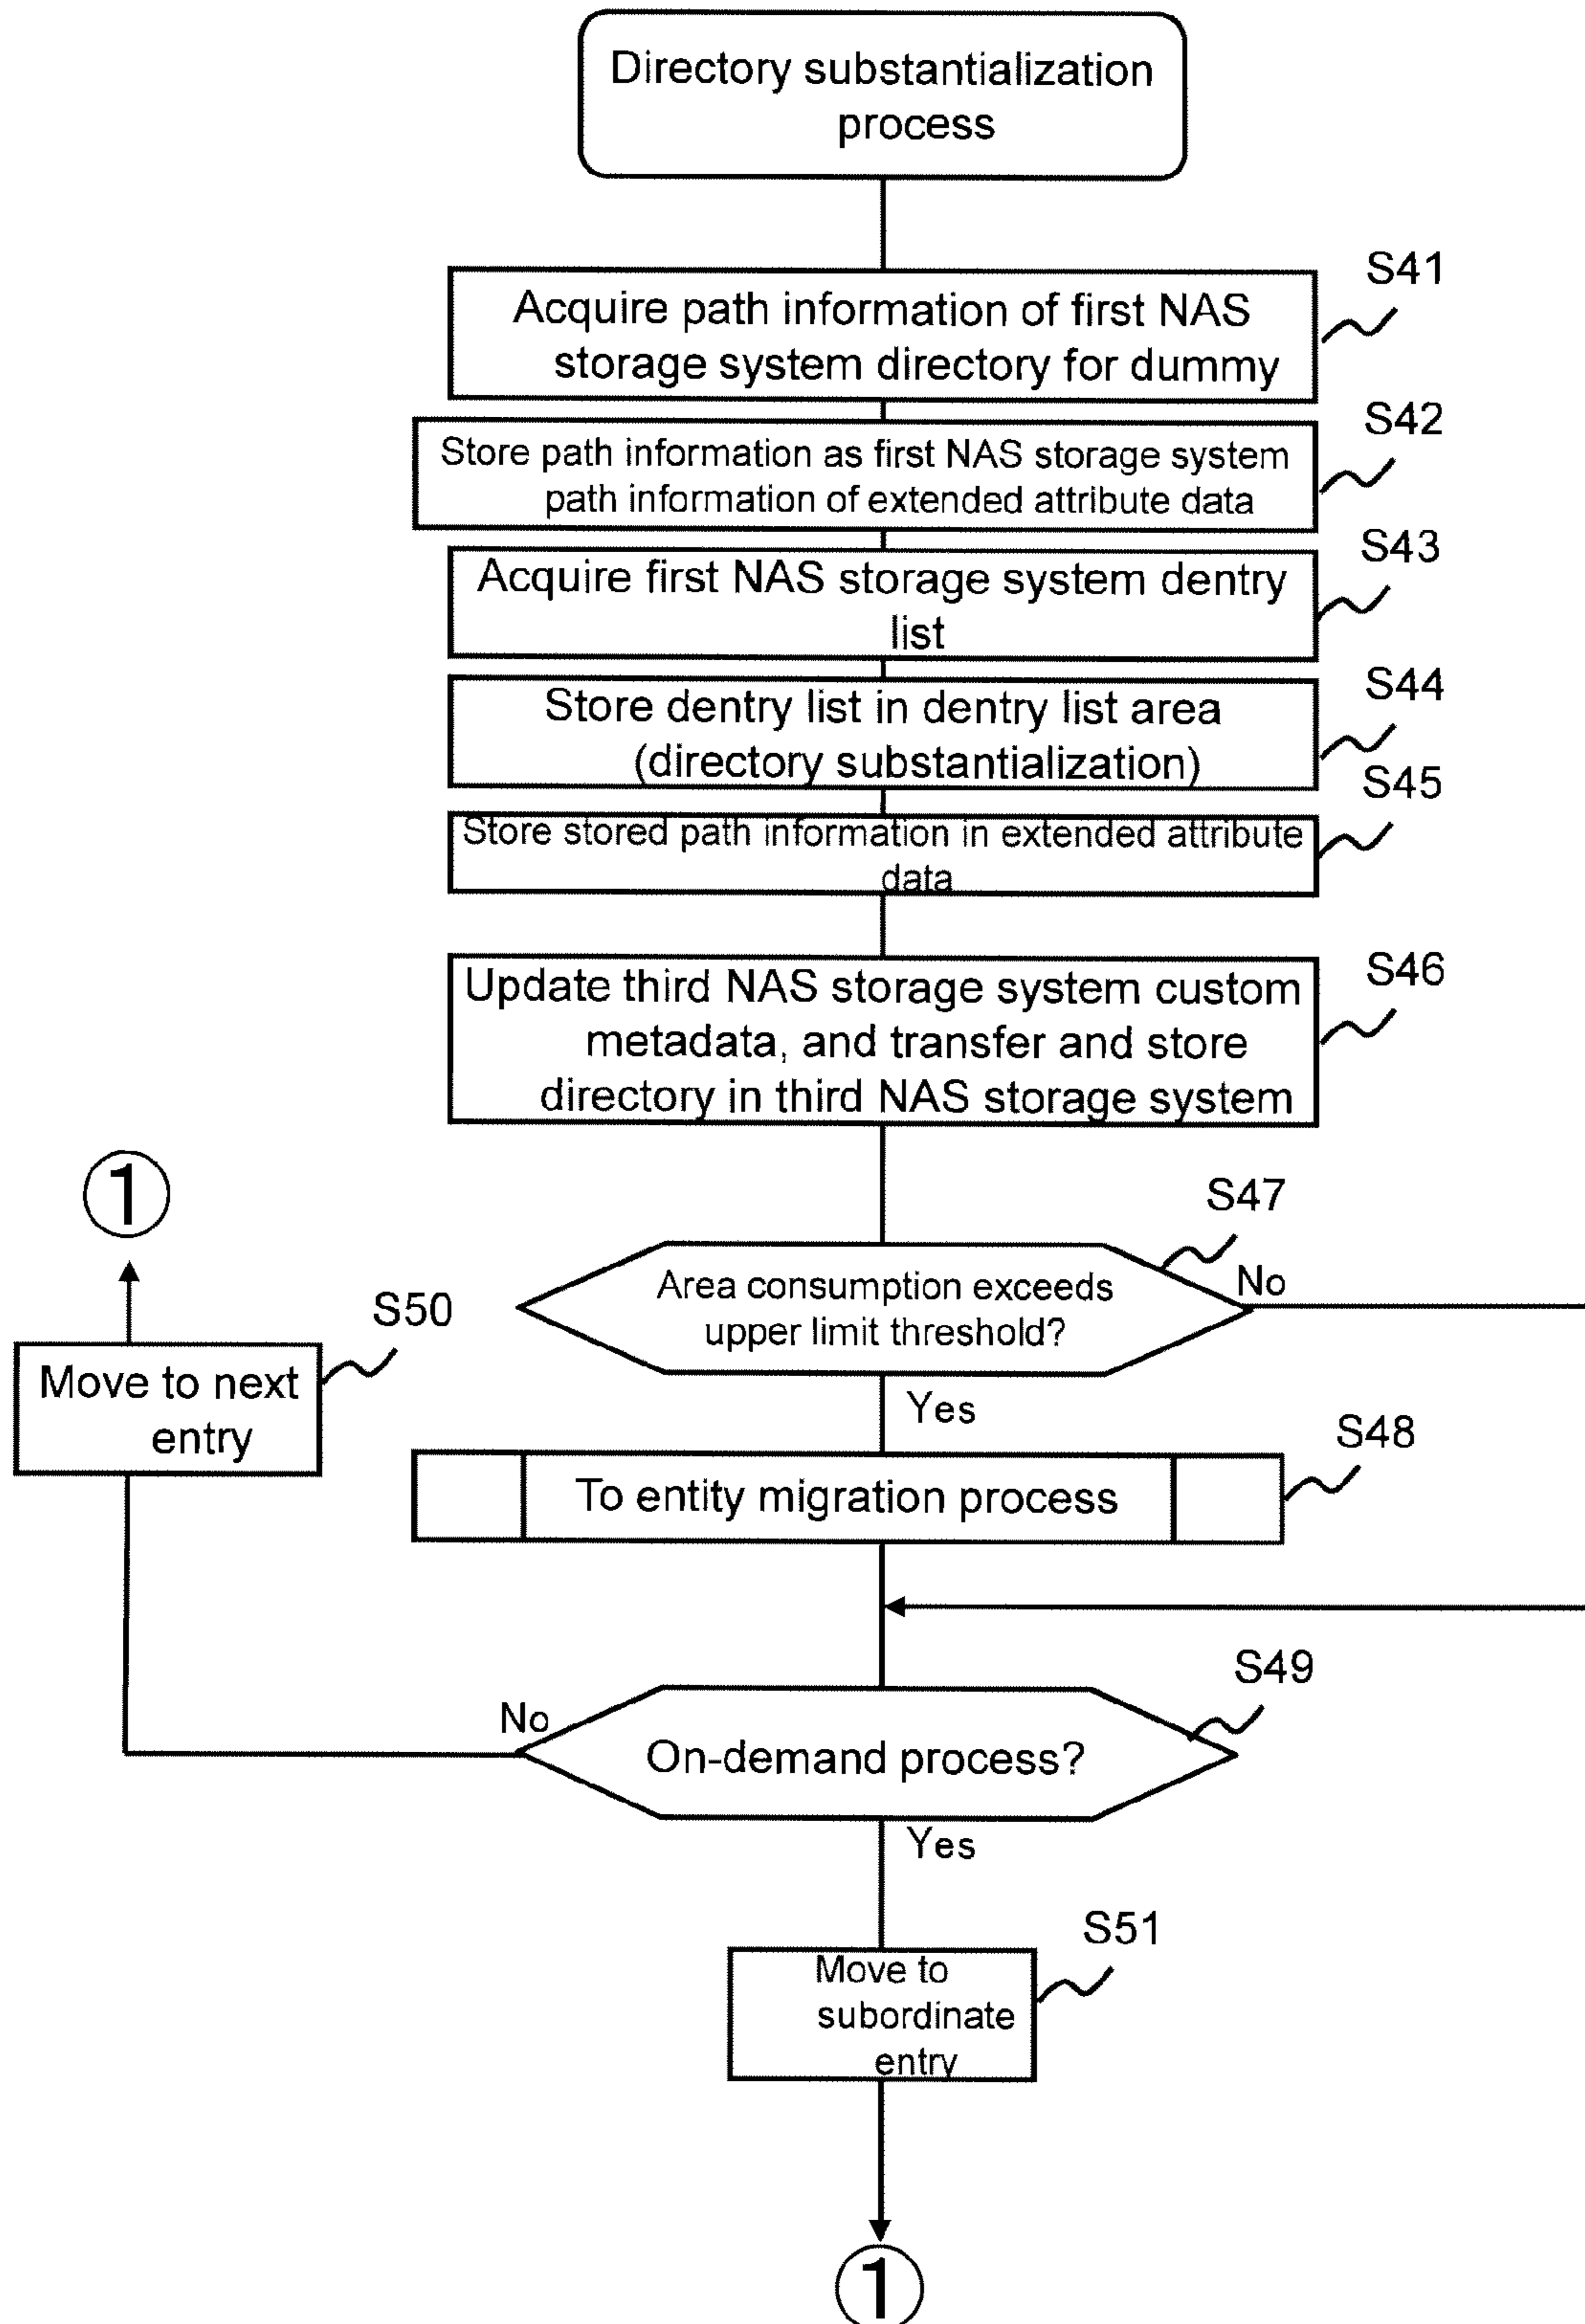 Directory substantialization
process
S41
Acquire path information of first NAS
storage system directory for dummy
S42
Store path information as first NAS storage system
path information of extended attribute data
S43
Acquire first NAS storage system dentry
list
S44
Store dentry list in dentry list area
(directory substantialization)
S45
Store stored path information in extended attribute
data
S46
Update third NAS storage system custom
metadata, and transfer and store
directory in third NAS storage system
1
S47
Area consumption exceeds
upper limit threshold?
No
S50
Move to next
entry
Yes
S48
To entity migration process
S49
No
On-demand process?
Yes
S51
Move to
subordinate
entry
1